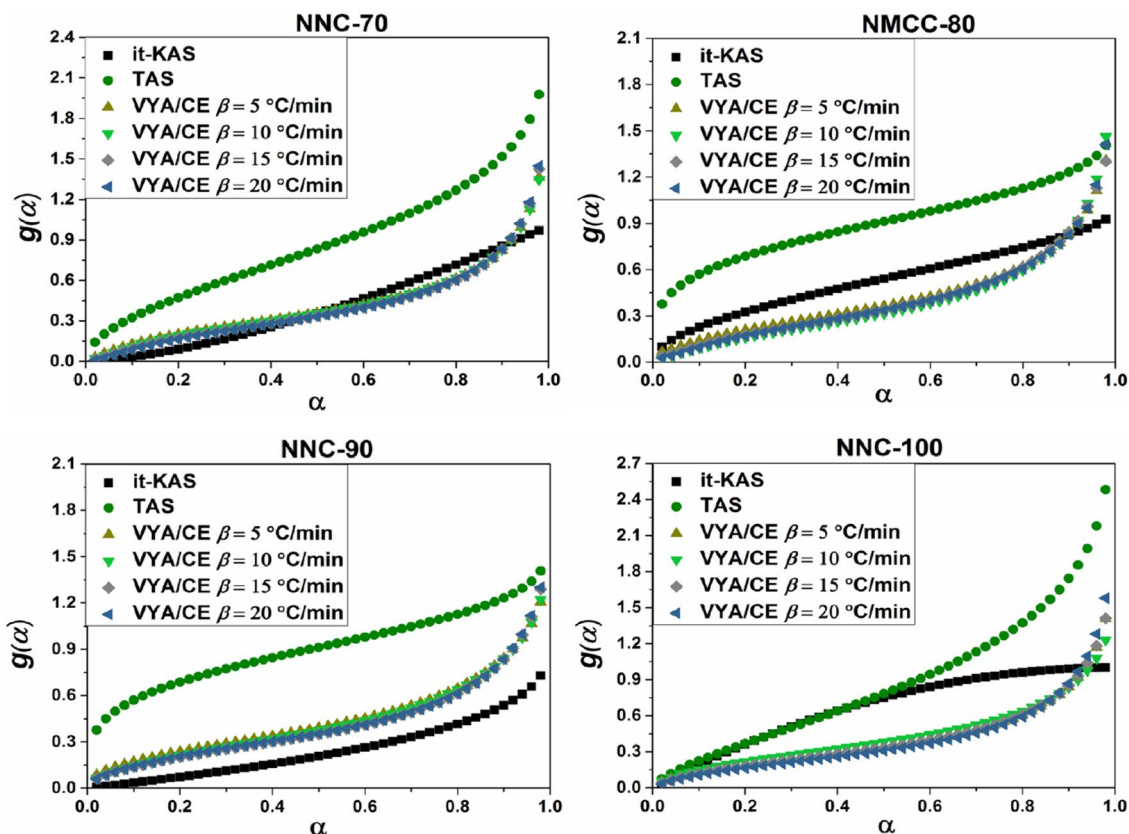 NNC-70
2.4
2.1
1.8
1.5
1.2
0.9
0.6
0.3
0.0
g(α)
it-KAS
TAS
VYA/CE β = 5 °C/min
VYA/CE β = 10 °C/min
VYA/CE β = 15 °C/min
VYA/CE β = 20 °C/min
0.0 0.2 0.4 0.6 0.8 1.0
α
NMCC-80
2.1
1.8
1.5
1.2
0.9
0.6
0.3
0.0
g(α)
it-KAS
TAS
VYA/CE β = 5 °C/min
VYA/CE β = 10 °C/min
VYA/CE β = 15 °C/min
VYA/CE β = 20 °C/min
0.0 0.2 0.4 0.6 0.8 1.0
α
NNC-90
2.1
1.8
1.5
1.2
0.9
0.6
0.3
0.0
g(α)
it-KAS
TAS
VYA/CE β = 5 °C/min
VYA/CE β = 10 °C/min
VYA/CE β = 15 °C/min
VYA/CE β = 20 °C/min
0.0 0.2 0.4 0.6 0.8 1.0
α
NNC-100
2.7
2.4
2.1
1.8
1.5
1.2
0.9
0.6
0.3
0.0
g(α)
it-KAS
TAS
VYA/CE β = 5 °C/min
VYA/CE β = 10 °C/min
VYA/CE β = 15 °C/min
VYA/CE β = 20 °C/min
0.0 0.2 0.4 0.6 0.8 1.0
α